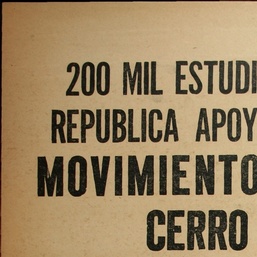 200 MIL ESTUDI
REPUBLICA APOY
MOVIMIENTO
CERRO